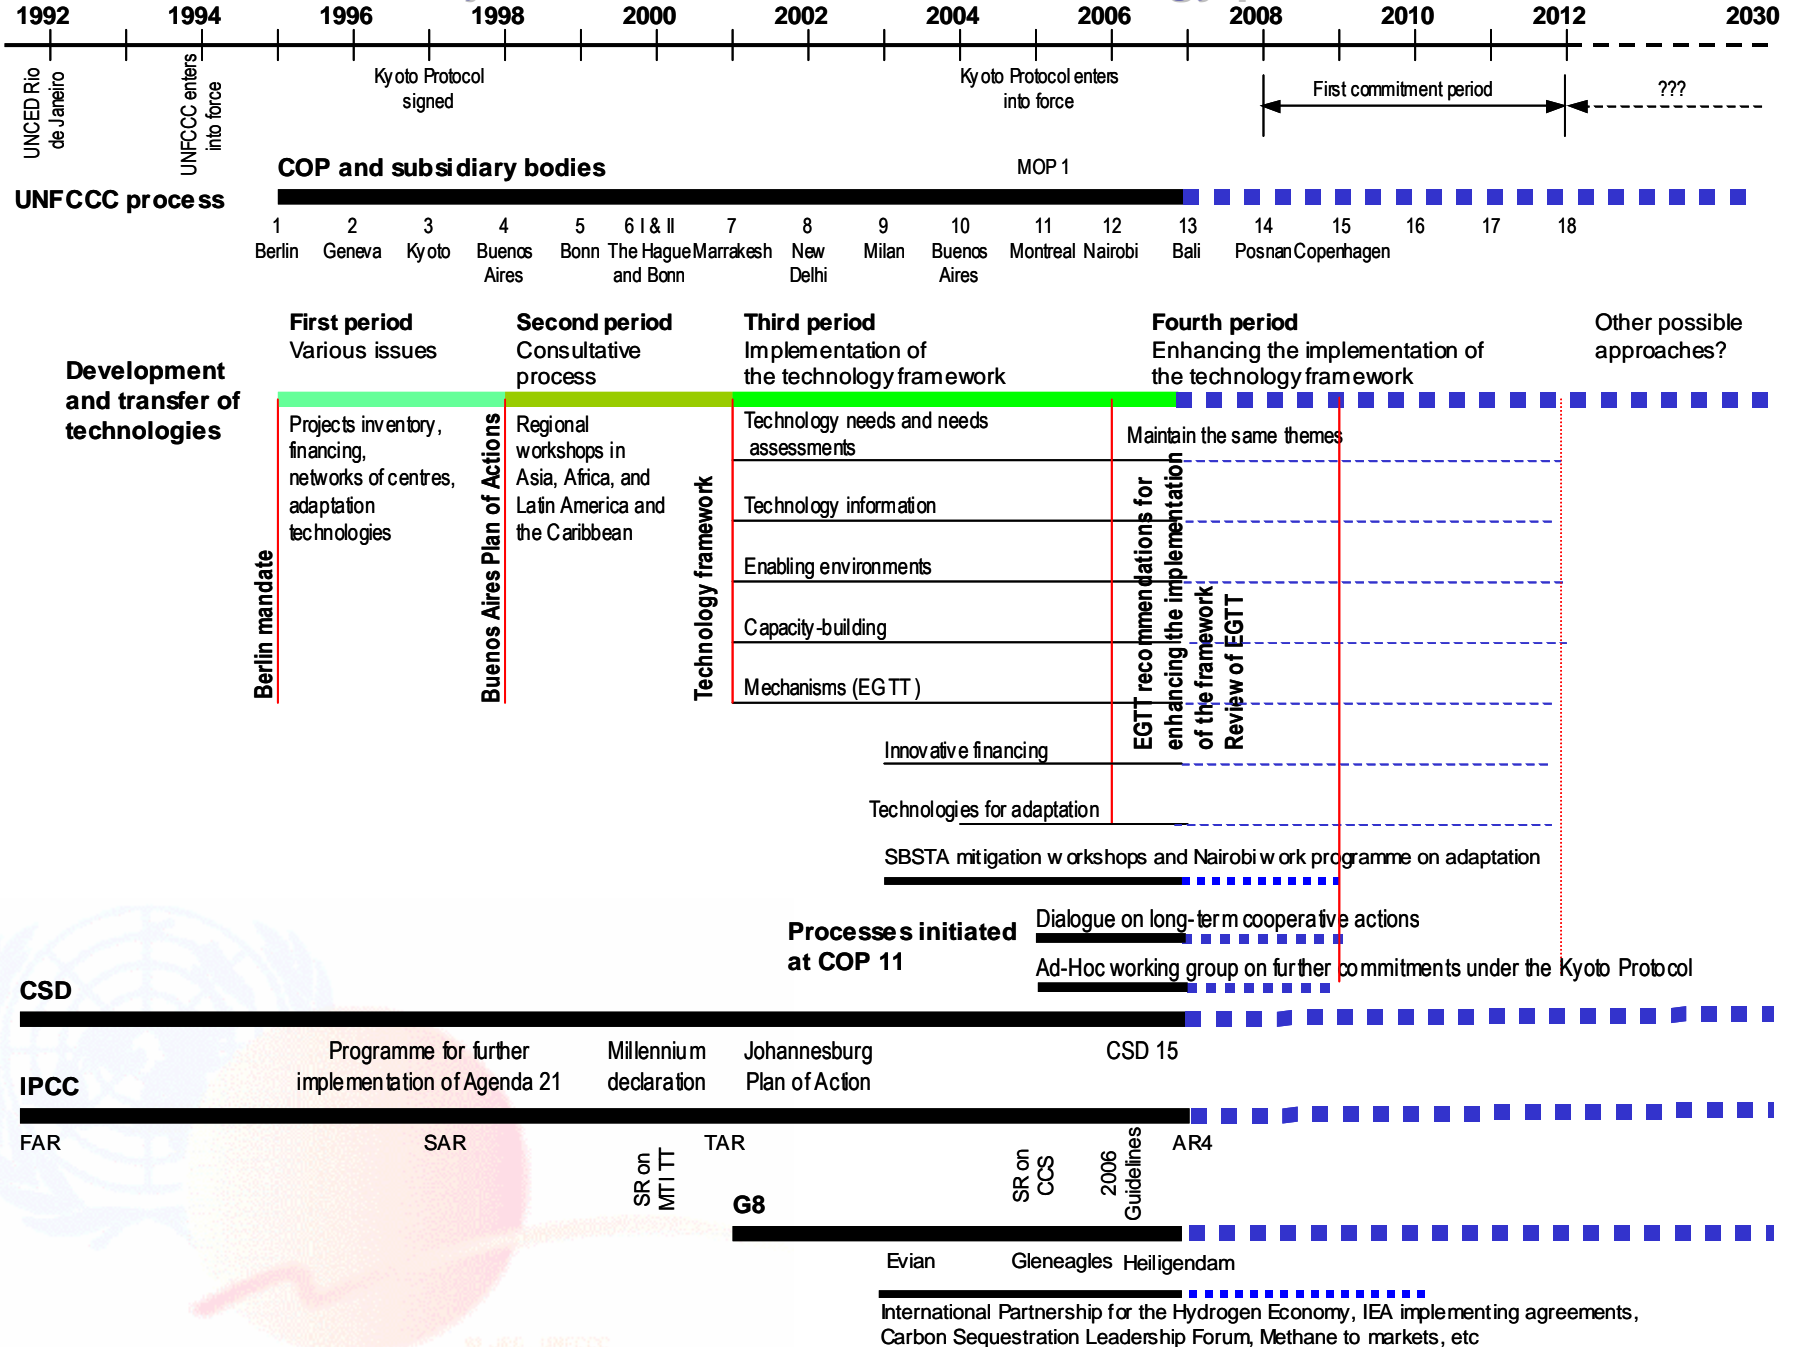 1992 1994 1996 1998 2000 2002 2004 2006 2008 2010 2012 2030
UNCED Rio
de Janeiro
UNFCCC enters
into force
Kyoto Protocol
signed
Kyoto Protocol enters
into force
First commitment period
???
COP and subsidiary bodies
MOP 1
UNFCCC process
1 2 3 4 5 6 I & II 7 8 9 10 11 12 13 14 15 16 17 18
Berlin Geneva Kyoto Buenos Bonn The Hague Marrakesh New Milan Buenos Montreal Nairobi Bali Posnan Copenhagen
Aires and Bonn Delhi Aires
First period
Various issues
Second period
Consultative
process
Third period
Implementation of
the technology framework
Fourth period
Enhancing the implementation of
the technology framework
Other possible
approaches?
Development
and transfer of
technologies
Berlin mandate
Projects inventory,
financing,
networks of centres,
adaptation
technologies
Buenos Aires Plan of Actions
Regional
workshops in
Asia, Africa, and
Latin America and
the Caribbean
Technology framework
Technology needs and needs
assessments
Technology information
Enabling environments
Capacity-building
Mechanisms (EGTT)
Innovative financing
Technologies for adaptation
Maintain the same themes
EGTT recommendations for
enhancing the implementation
of the framework
Review of EGTT
SBSTA mitigation workshops and Nairobi work programme on adaptation
Processes initiated
at COP 11
Dialogue on long-term cooperative actions
Ad-Hoc working group on further commitments under the Kyoto Protocol
CSD
Programme for further
implementation of Agenda 21
Millennium
declaration
Johannesburg
Plan of Action
CSD 15
IPCC
FAR SAR TAR AR4
SR on
MTI TT
SR on
CCS
2006
Guidelines
G8
Evian Gleneagles Heiligendam
International Partnership for the Hydrogen Economy, IEA implementing agreements,
Carbon Sequestration Leadership Forum, Methane to markets, etc